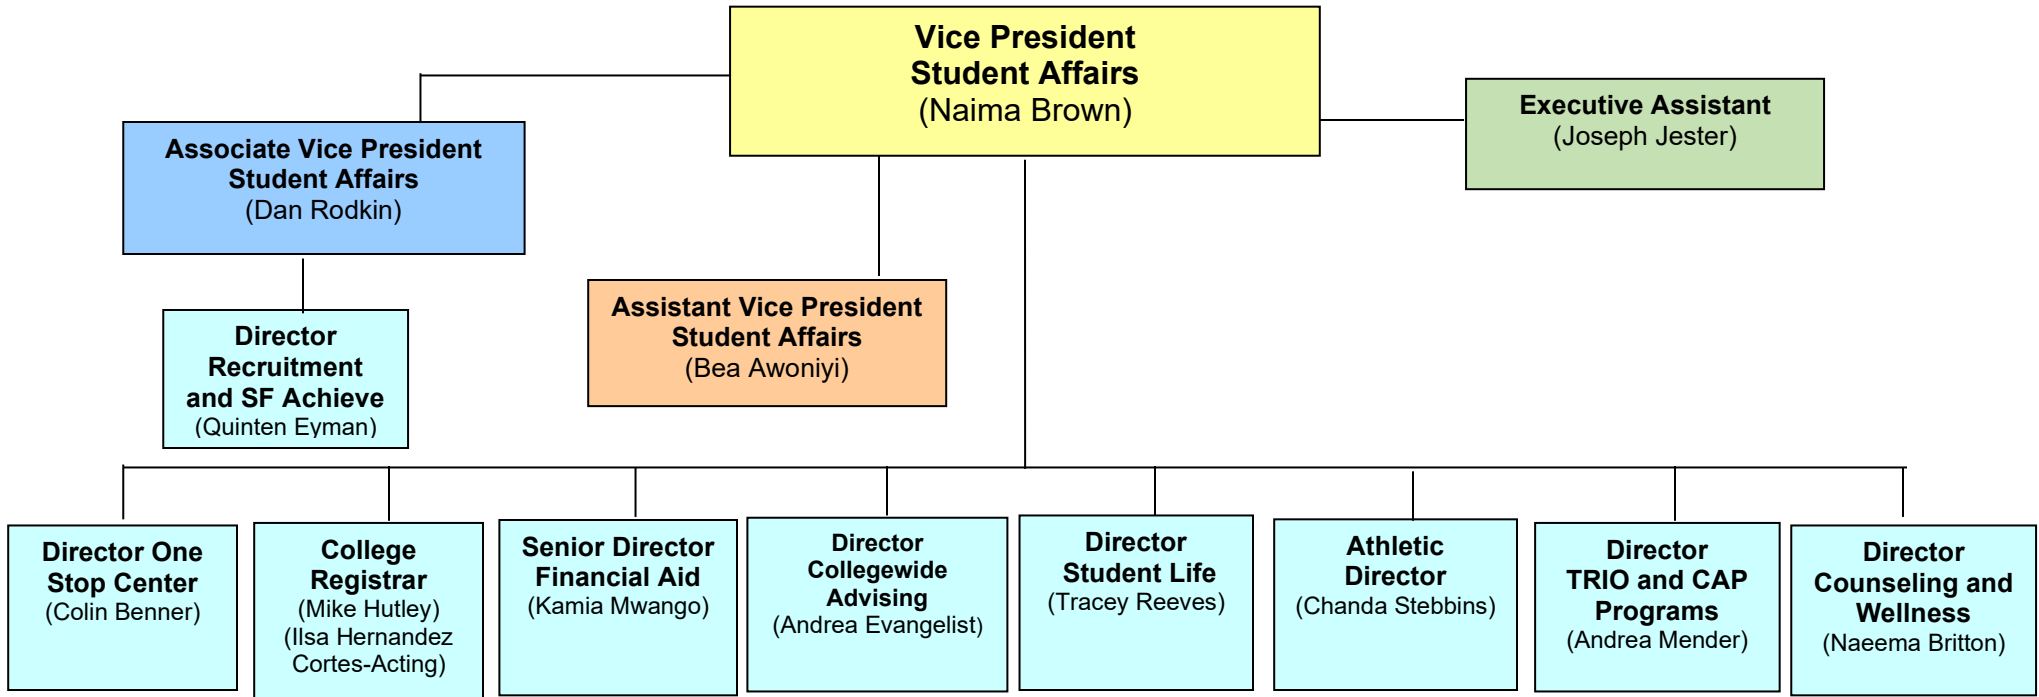 Vice President
Student Affairs
(Naima Brown)
Executive Assistant
(Joseph Jester)
Associate Vice President
Student Affairs
(Dan Rodkin)
Assistant Vice President
Student Affairs
(Bea Awoniyi)
Director
Recruitment
and SF Achieve
(Quinten Eyman)
Director One
Stop Center
(Colin Benner)
College
Registrar
(Mike Hutley)
(Ilsa Hernandez
Cortes-Acting)
Senior Director
Financial Aid
(Kamia Mwango)
Director
Collegewide
Advising
(Andrea Evangelist)
Director
Student Life
(Tracey Reeves)
Athletic
Director
(Chanda Stebbins)
Director
TRIO and CAP
Programs
(Andrea Mender)
Director
Counseling and
Wellness
(Naeema Britton)